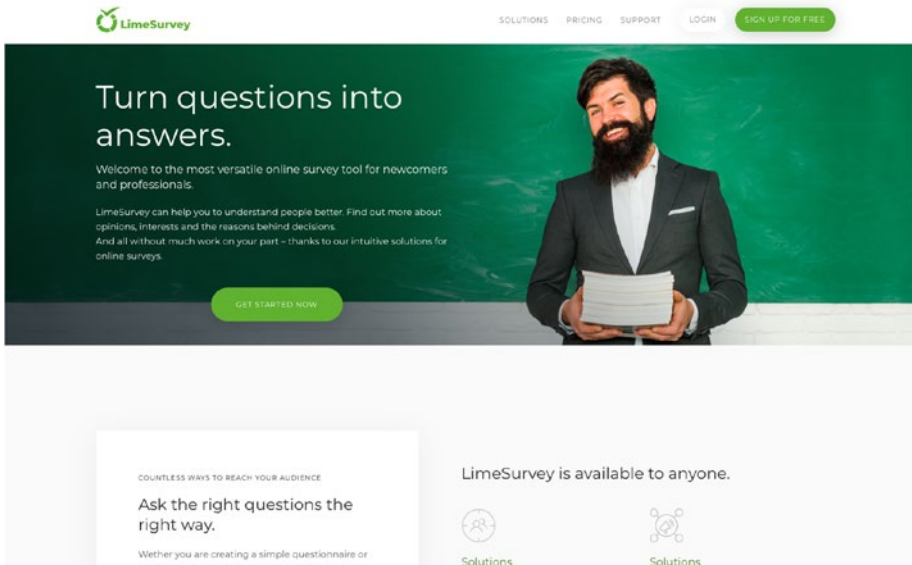 LimeSurvey
SOLUTIONS PRICING SUPPORT LOGIN SIGN UP FOR FREE
Turn questions into
answers.
Welcome to the most versatile online survey tool for newcomers
and professionals.
LimeSurvey can help you to understand people better. Find out more about
opinions, interests and the reasons behind decisions.
And all without much work on your part – thanks to our intuitive solutions for
online surveys.
GET STARTED NOW
COUNTLESS WAYS TO REACH YOUR AUDIENCE
Ask the right questions the
right way.
Wether you are creating a simple questionnaire or
LimeSurvey is available to anyone.
Solutions Solutions